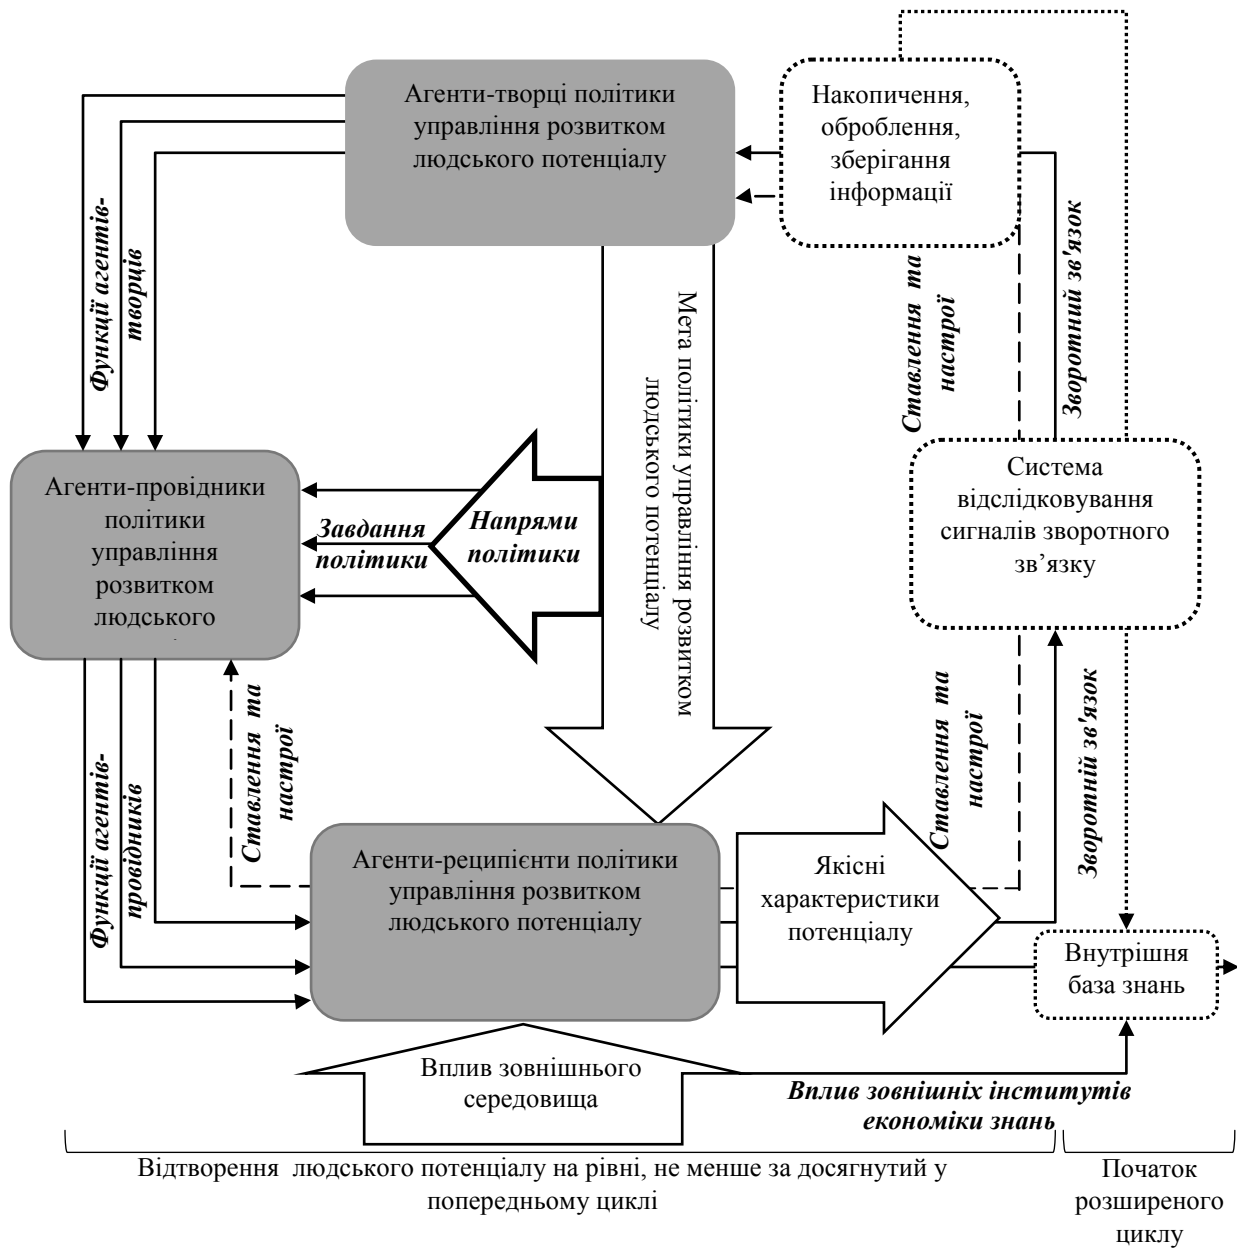 Агенти-творці політики
управління розвитком
людського потенціалу
Накопичення,
оброблення,
зберігання
інформації
Функції агентів-
творців
Мета політики управління розвитком
людського потенціалу
Ставлення та
настрої
Зворотний зв'язок
Агенти-провідники
політики
управління
розвитком
людського
Завдання
політики
Напрями
політики
Система
відслідковування
сигналів зворотного
зв’язку
Функції агентів-
провідників
Ставлення та
настрої
Ставлення та
настрої
Зворотній зв'язок
Агенти-реципієнти політики
управління розвитком
людського потенціалу
Якісні
характеристики
потенціалу
Внутрішня
база знань
Вплив зовнішнього
середовища
Вплив зовнішніх інститутів
економіки знань
Відтворення людського потенціалу на рівні, не менше за досягнутий у
попередньому циклі
Початок
розширеного
циклу